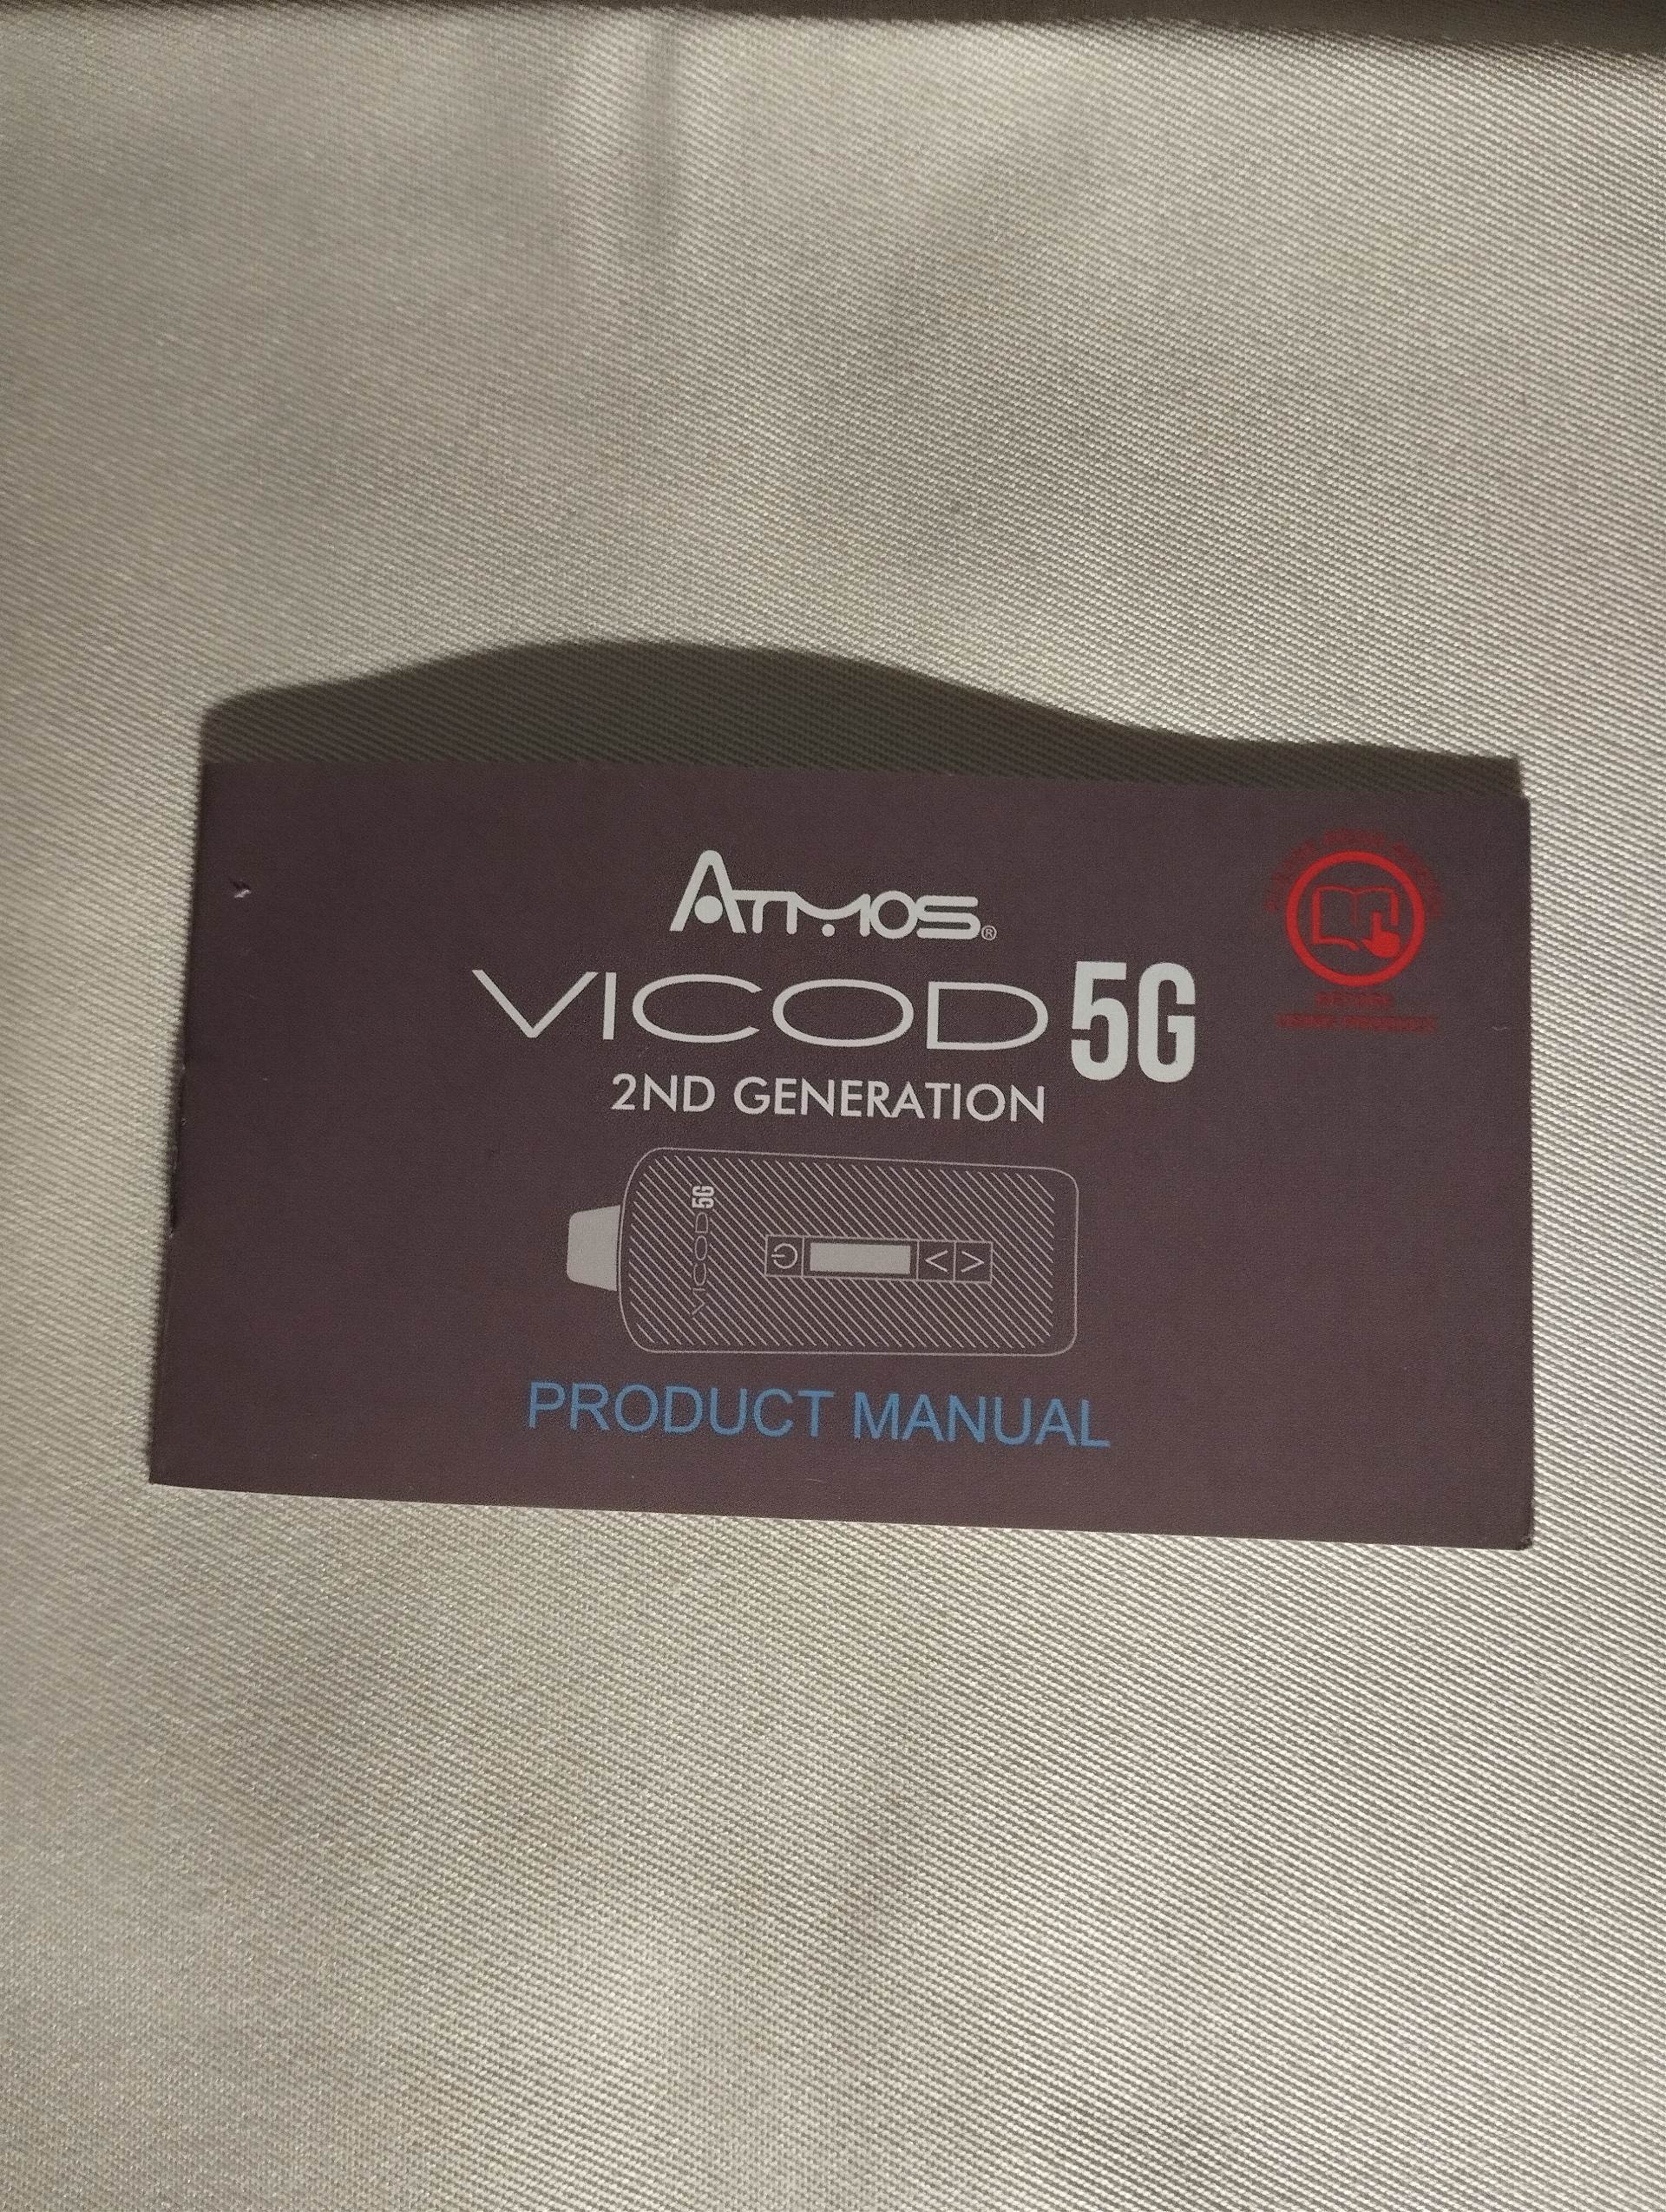 ATMOS®
VICOD 5G
2ND GENERATION
VICOD 5G
PRODUCT MANUAL